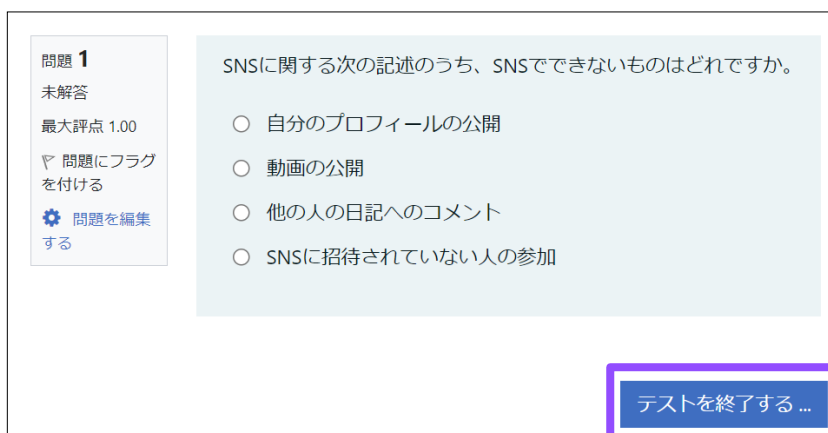 問題 1
未解答
最大評点 1.00
問題にフラグ
を付ける
問題を編集
する
SNSに関する次の記述のうち、SNSでできないものはどれですか。
自分のプロフィールの公開
動画の公開
他の人の日記へのコメント
SNSに招待されていない人の参加
テストを終了する ...